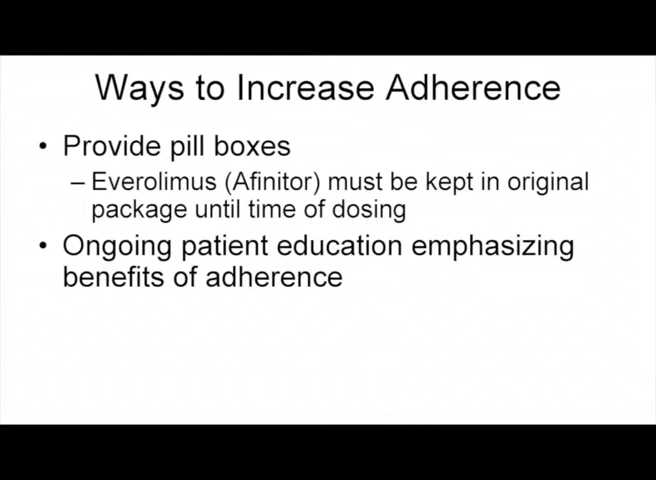 Ways to Increase Adherence
• Provide pill boxes
– Everolimus (Afinitor) must be kept in original
package until time of dosing
• Ongoing patient education emphasizing
benefits of adherence